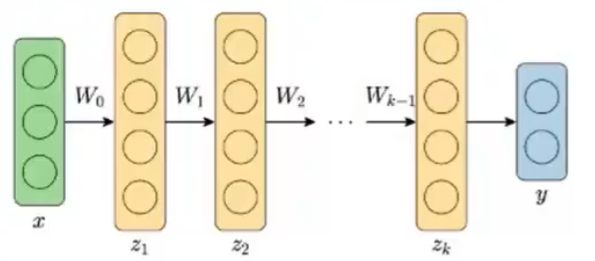 W₀ W₁ W₂ ... Wₖ₋₁
x
z₁ z₂ zₖ
y